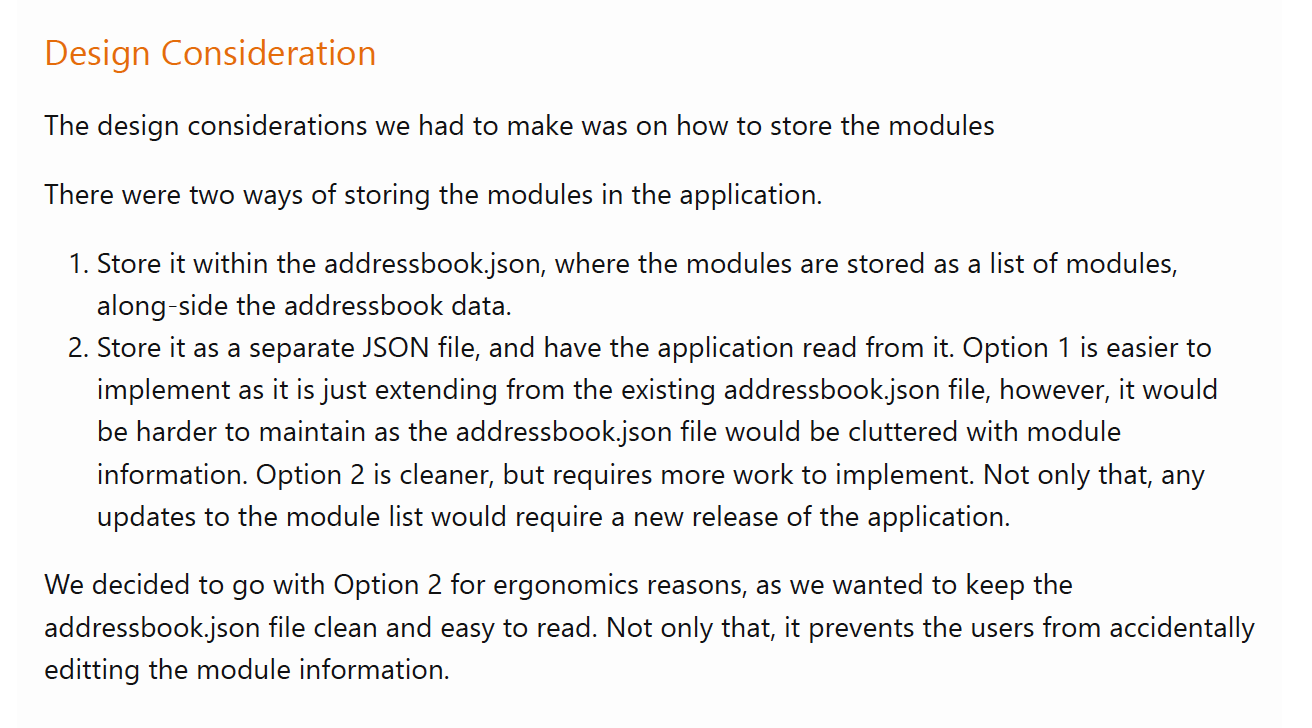 Design Consideration
The design considerations we had to make was on how to store the modules
There were two ways of storing the modules in the application.
1. Store it within the addressbook.json, where the modules are stored as a list of modules,
along-side the addressbook data.
2. Store it as a separate JSON file, and have the application read from it. Option 1 is easier to
implement as it is just extending from the existing addressbook.json file, however, it would
be harder to maintain as the addressbook.json file would be cluttered with module
information. Option 2 is cleaner, but requires more work to implement. Not only that, any
updates to the module list would require a new release of the application.
We decided to go with Option 2 for ergonomics reasons, as we wanted to keep the
addressbook.json file clean and easy to read. Not only that, it prevents the users from accidentally
editting the module information.